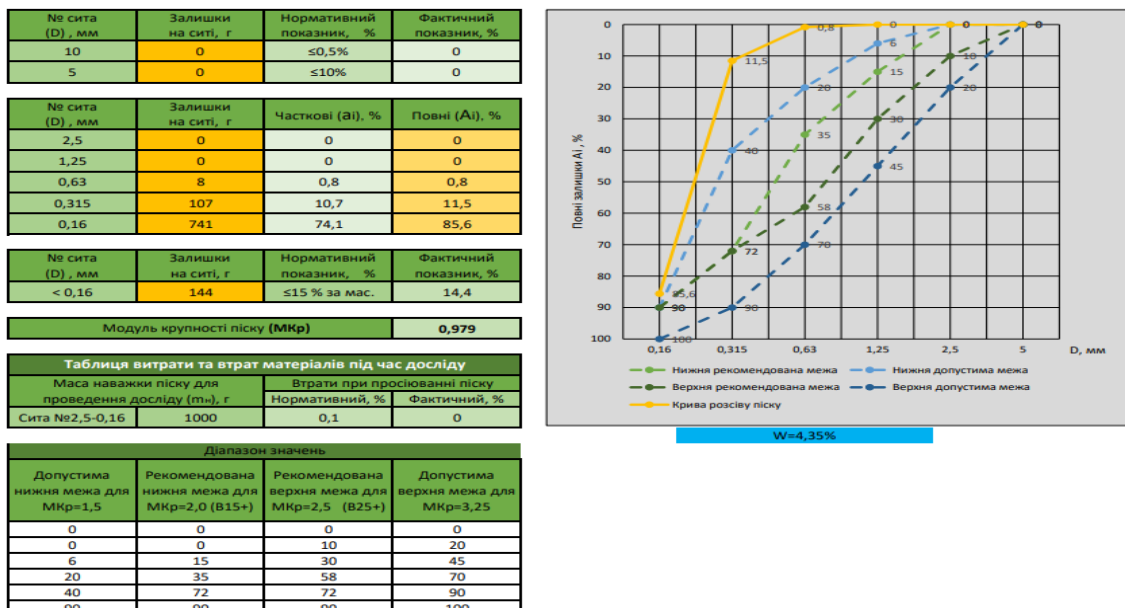 № сита (D) , мм Залишки на ситі, г Нормативний показник, % Фактичний показник, %
10 0 ≤0,5% 0
5 0 ≤10% 0
№ сита (D) , мм Залишки на ситі, г Часткові (ai), % Повні (Ai), %
2,5 0 0 0
1,25 0 0 0
0,63 8 0,8 0,8
0,315 107 10,7 11,5
0,16 741 74,1 85,6
№ сита (D) , мм Залишки на ситі, г Нормативний показник, % Фактичний показник, %
< 0,16 144 ≤15 % за мас. 14,4
Модуль крупності піску (МКр) 0,979
Таблиця витрати та втрат матеріалів під час досліду
Маса наважки піску для проведення досліду (mн), г Втрати при просіюванні піску
Нормативний, % Фактичний, %
Сита №2,5-0,16 1000 0,1 0
Діапазон значень
Допустима нижня межа для МКр=1,5 Рекомендована нижня межа для МКр=2,0 (В15+) Рекомендована верхня межа для МКр=2,5 (В25+) Допустима верхня межа для МКр=3,25
0 0 0 0
0 0 10 20
6 15 30 45
20 35 58 70
40 72 72 90
90 90 90 100
Повні залишки Ai , %
0
10
20
30
40
50
60
70
80
90
100
0,8 0 0 0
11,5 6 10
20 15 20
35 30
40 45
58
72 70
85,6
90 90
100
0,16 0,315 0,63 1,25 2,5 5 D, мм
Нижня рекомендована межа Нижня допустима межа
Верхня рекомендована межа Верхня допустима межа
Крива розсіву піску
W=4,35%